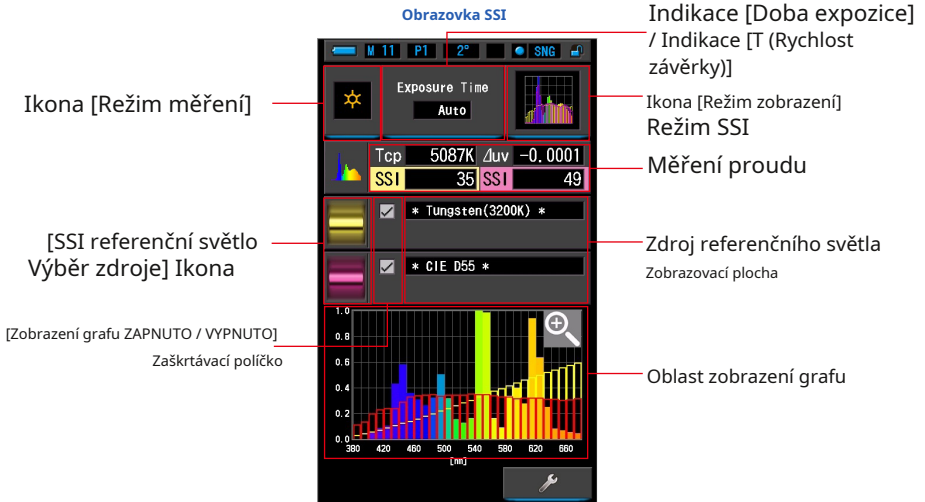 Obrazovka SSI
Indikace [Doba expozice]
/ Indikace [T (Rychlost
závěrky)]
M 11 P1 2° SNG
Ikona [Režim měření]
Exposure Time
Auto
Ikona [Režim zobrazení]
Režim SSI
Tcp 5087K ⊿uv -0.0001
SSI 35 SSI 49
Měření proudu
[SSI referenční světlo
Výběr zdroje] Ikona
* Tungsten(3200K) *
Zdroj referenčního světla
Zobrazovací plocha
* CIE D55 *
[Zobrazení grafu ZAPNUTO / VYPNUTO]
Zaškrtávací políčko
1.0
0.8
0.6
0.4
0.2
0.0
380 420 460 500 540 580 620 660
[nm]
Oblast zobrazení grafu